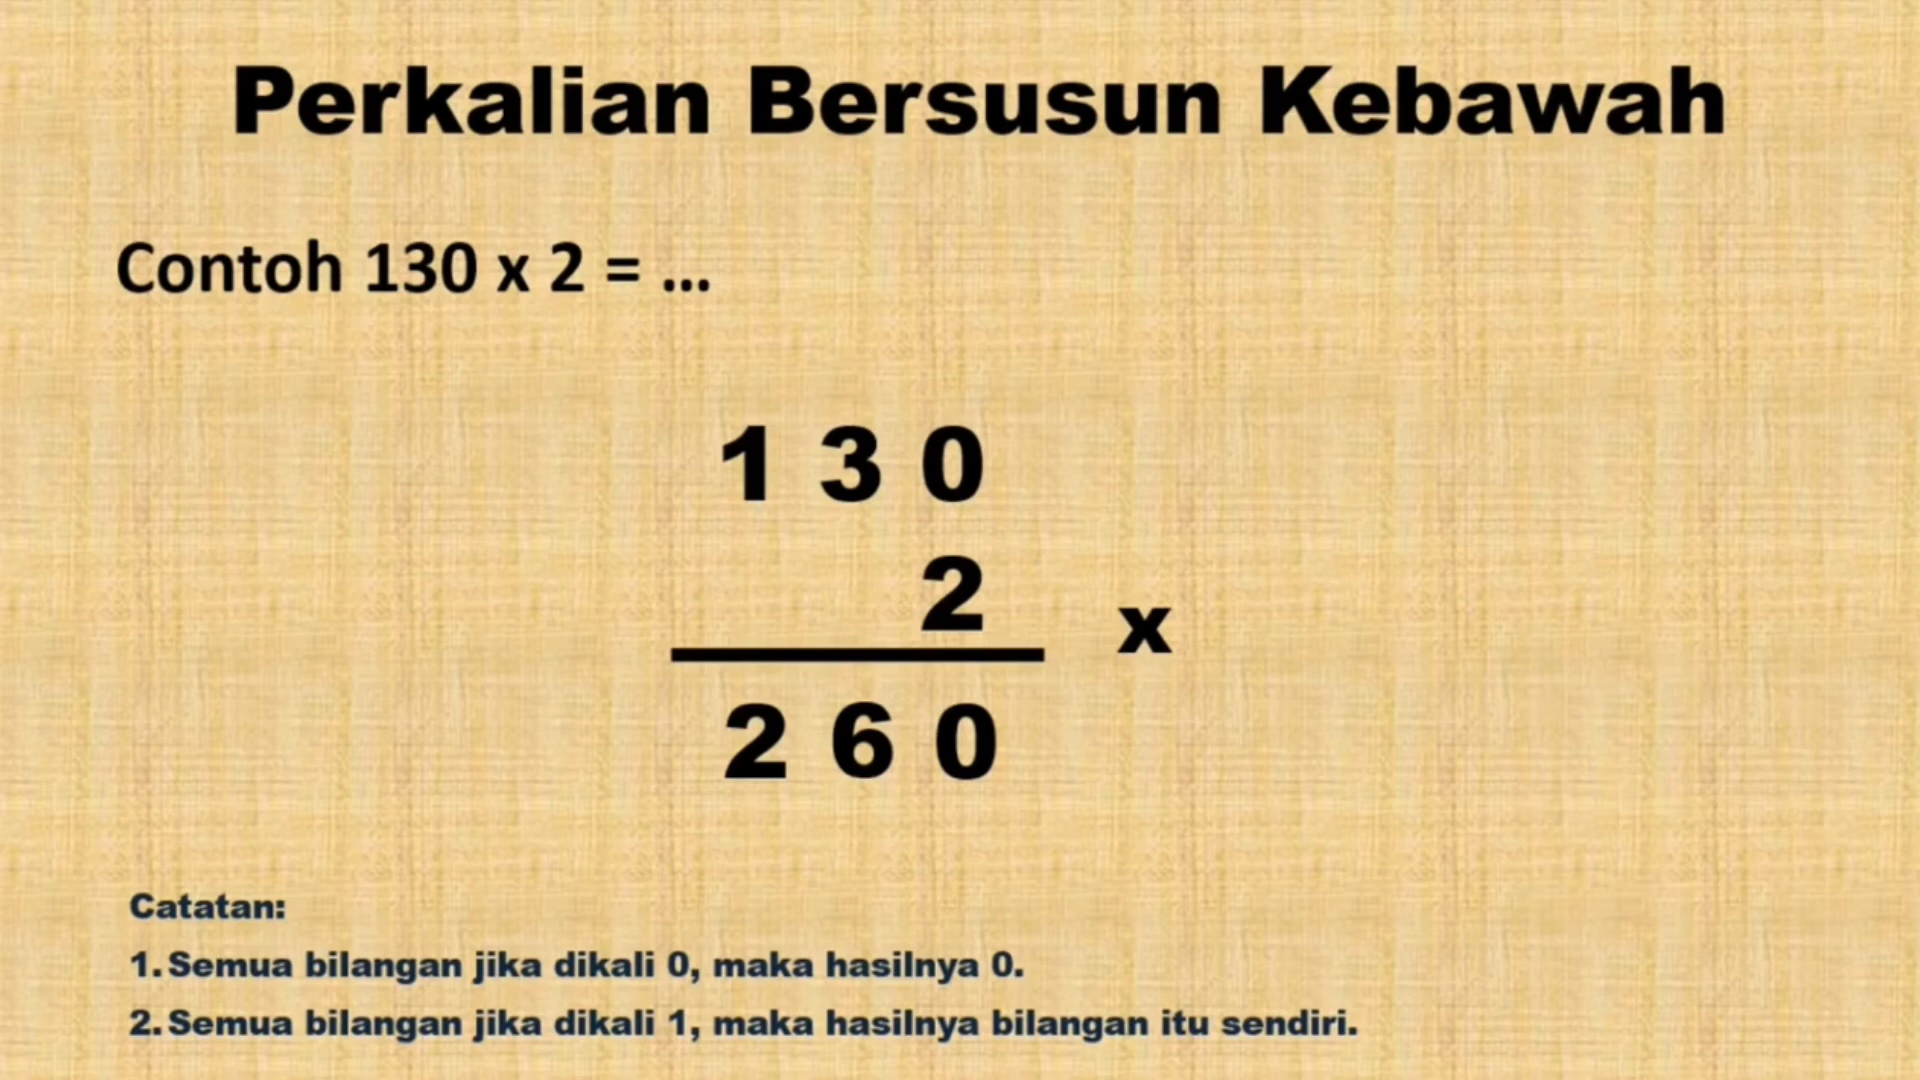 Perkalian Bersusun Kebawah
Contoh 130 x 2 = ...
1 3 0
2 x
2 6 0
Catatan:
1. Semua bilangan jika dikali 0, maka hasilnya 0.
2. Semua bilangan jika dikali 1, maka hasilnya bilangan itu sendiri.